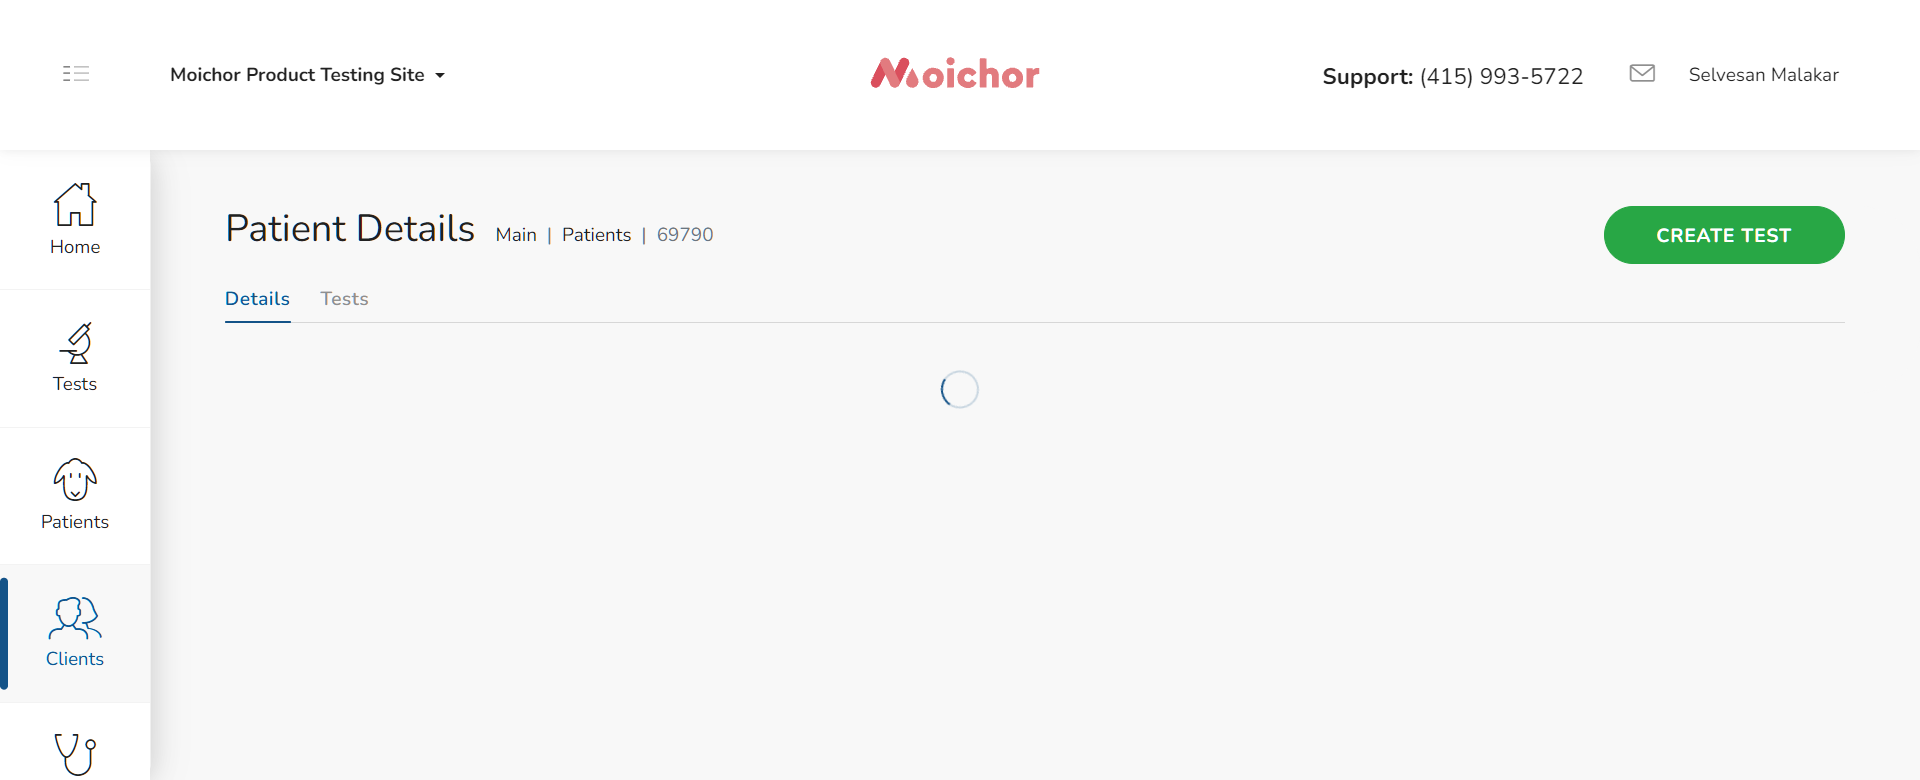 Moichor Product Testing Site
Moichor
Support: (415) 993-5722
Selvesan Malakar
Home
Tests
Patients
Clients
Patient Details
Main | Patients | 69790
CREATE TEST
Details Tests